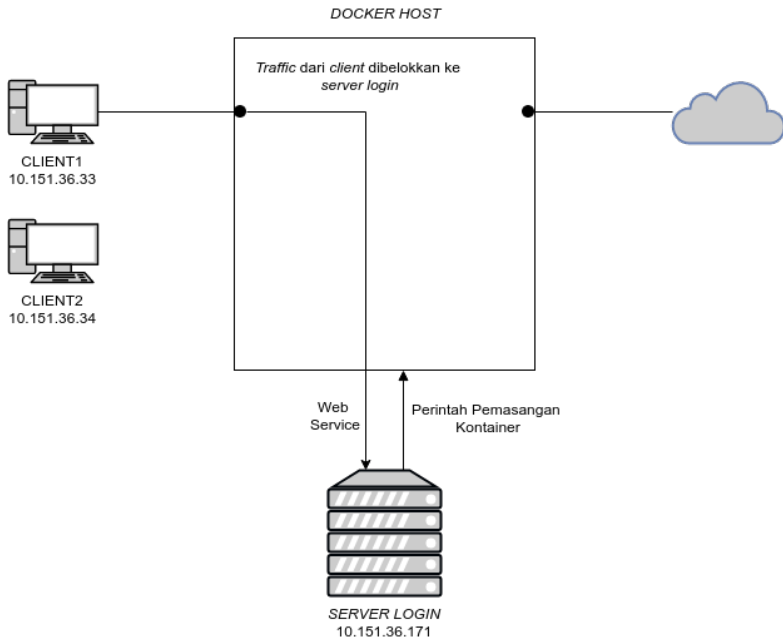 DOCKER HOST
Traffic dari client dibelokkan ke
server login
CLIENT1
10.151.36.33
CLIENT2
10.151.36.34
Web
Service
Perintah Pemasangan
Kontainer
SERVER LOGIN
10.151.36.171